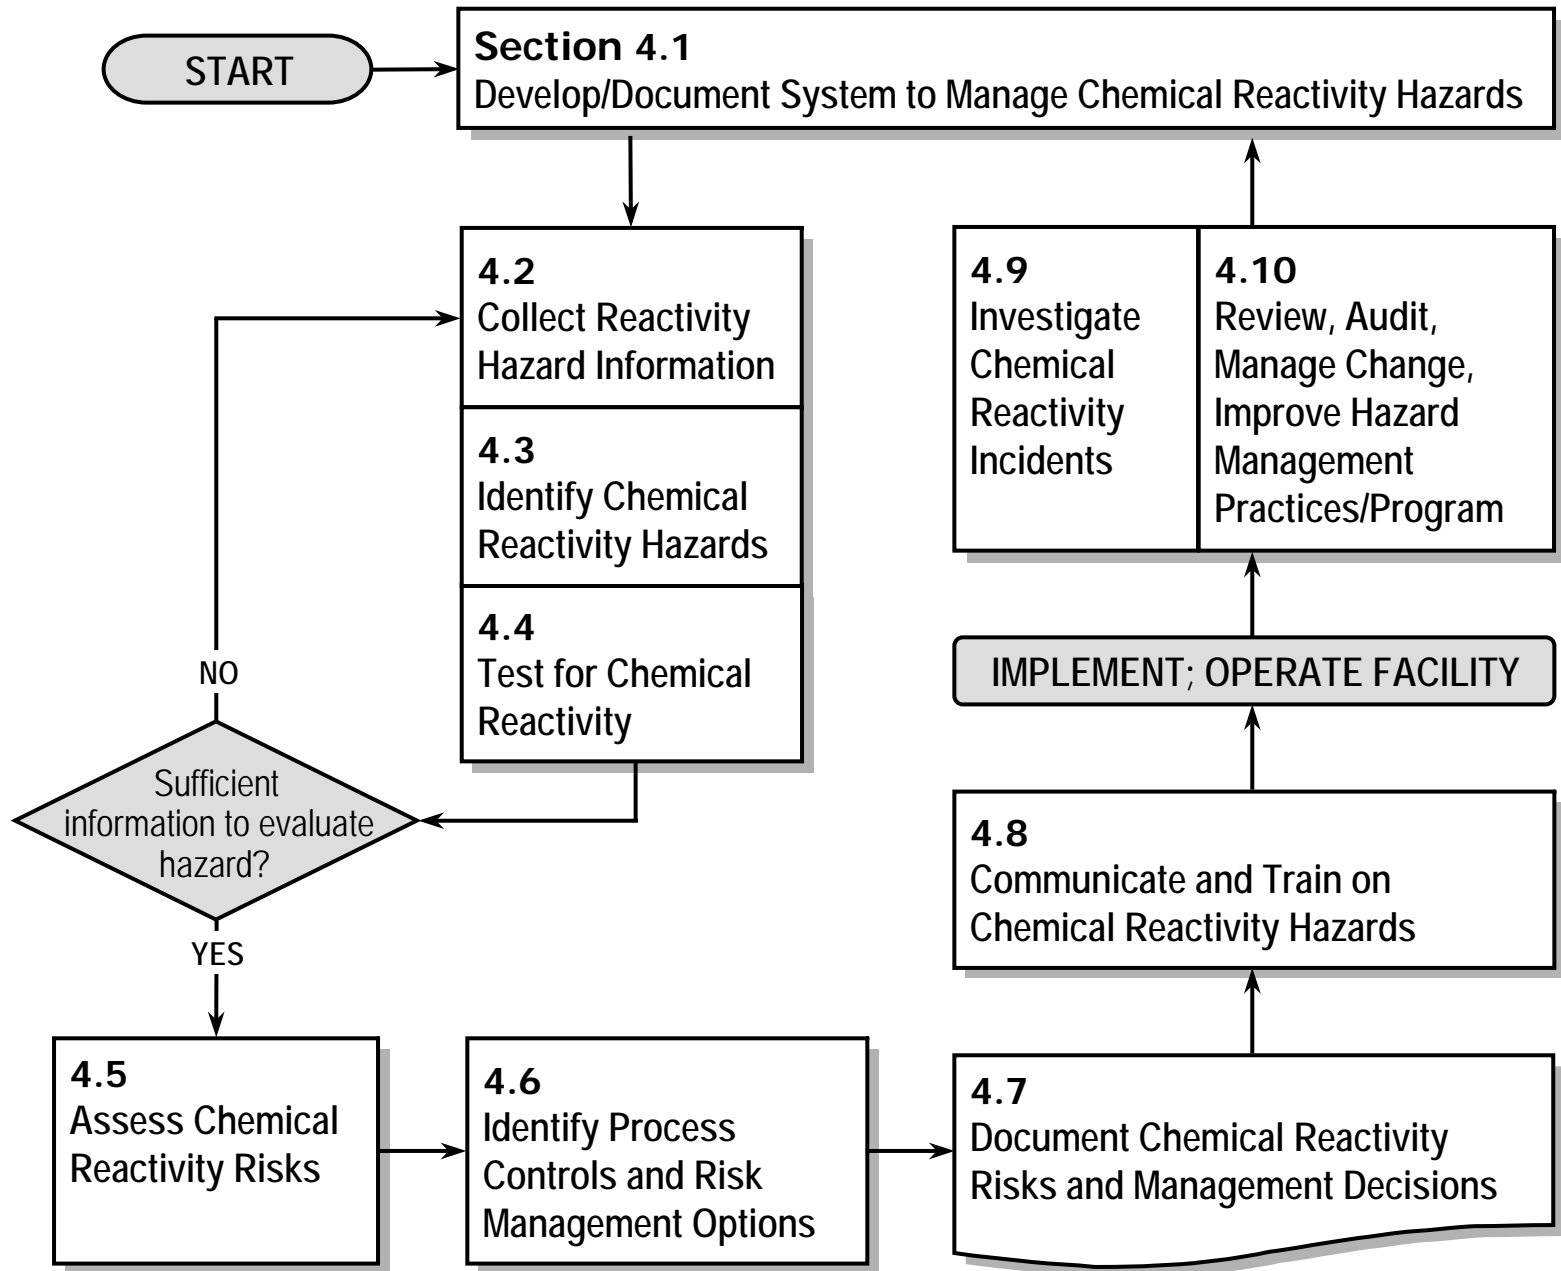 START
Section 4.1
Develop/Document System to Manage Chemical Reactivity Hazards
4.2
Collect Reactivity
Hazard Information
4.3
Identify Chemical
Reactivity Hazards
4.4
Test for Chemical
Reactivity
NO
Sufficient
information to evaluate
hazard?
YES
4.5
Assess Chemical
Reactivity Risks
4.6
Identify Process
Controls and Risk
Management Options
4.7
Document Chemical Reactivity
Risks and Management Decisions
4.8
Communicate and Train on
Chemical Reactivity Hazards
IMPLEMENT; OPERATE FACILITY
4.9
Investigate
Chemical
Reactivity
Incidents
4.10
Review, Audit,
Manage Change,
Improve Hazard
Management
Practices/Program